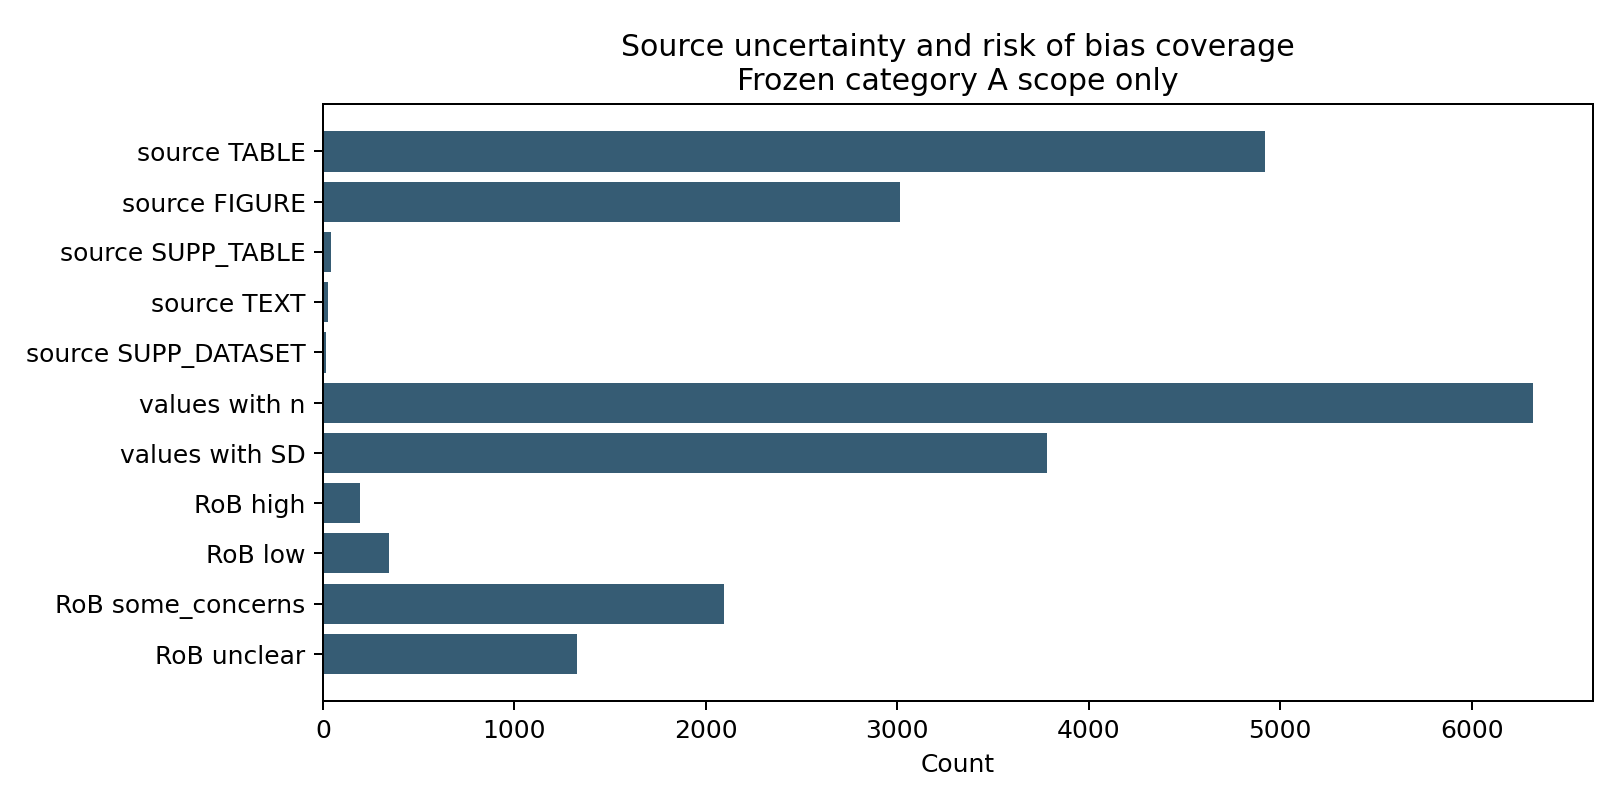 Source uncertainty and risk of bias coverage
Frozen category A scope only
source TABLE
source FIGURE
source SUPP_TABLE
source TEXT
source SUPP_DATASET
values with n
values with SD
RoB high
RoB low
RoB some_concerns
RoB unclear
0 1000 2000 3000 4000 5000 6000
Count